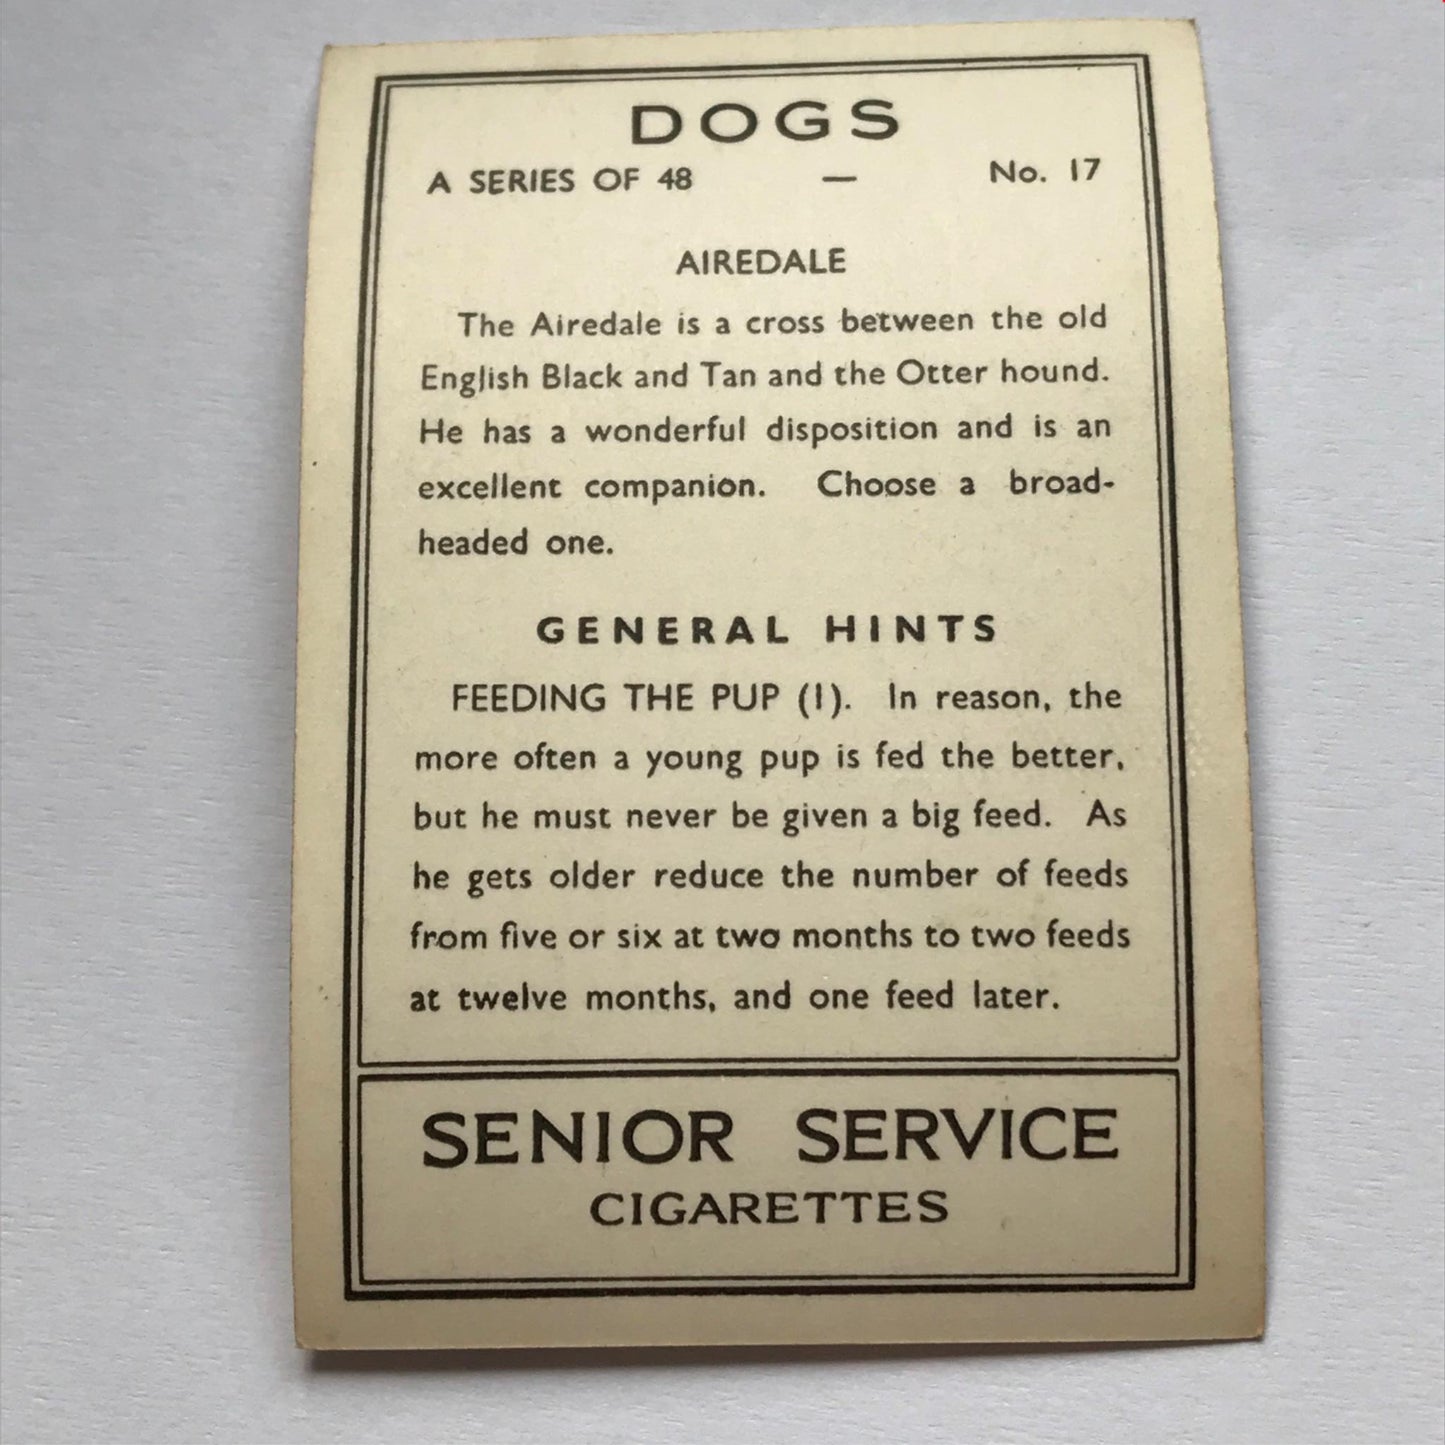 DOGS
A SERIES OF 48 — No. 17
AIREDALE
The Airedale is a cross between the old
English Black and Tan and the Otter hound.
He has a wonderful disposition and is an
excellent companion. Choose a broad-
headed one.
GENERAL HINTS
FEEDING THE PUP (1). In reason, the
more often a young pup is fed the better,
but he must never be given a big feed. As
he gets older reduce the number of feeds
from five or six at two months to two feeds
at twelve months, and one feed later.
SENIOR SERVICE
CIGARETTES